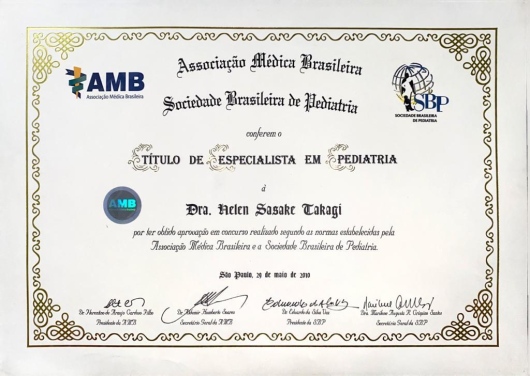 Associação Médica Brasileira
AMB
Associação Médica Brasileira
Sociedade Brasileira de Pediatria
SBP
SOCIEDADE BRASILEIRA
DE PEDIATRIA
conferem o
TÍTULO DE ESPECIALISTA EM PEDIATRIA
à
AMB
Dra. Helen Sasake Takagi
por ter obtido aprovação em concurso realizado segundo as normas estabelecidas pela
Associação Médica Brasileira e a Sociedade Brasileira de Pediatria.
São Paulo, 29 de maio de 2010
Presidente da AMB
Secretário Geral da AMB
Dr. Eduardo da Silva Vaz
Presidente da SBP
Secretária Geral da SBP